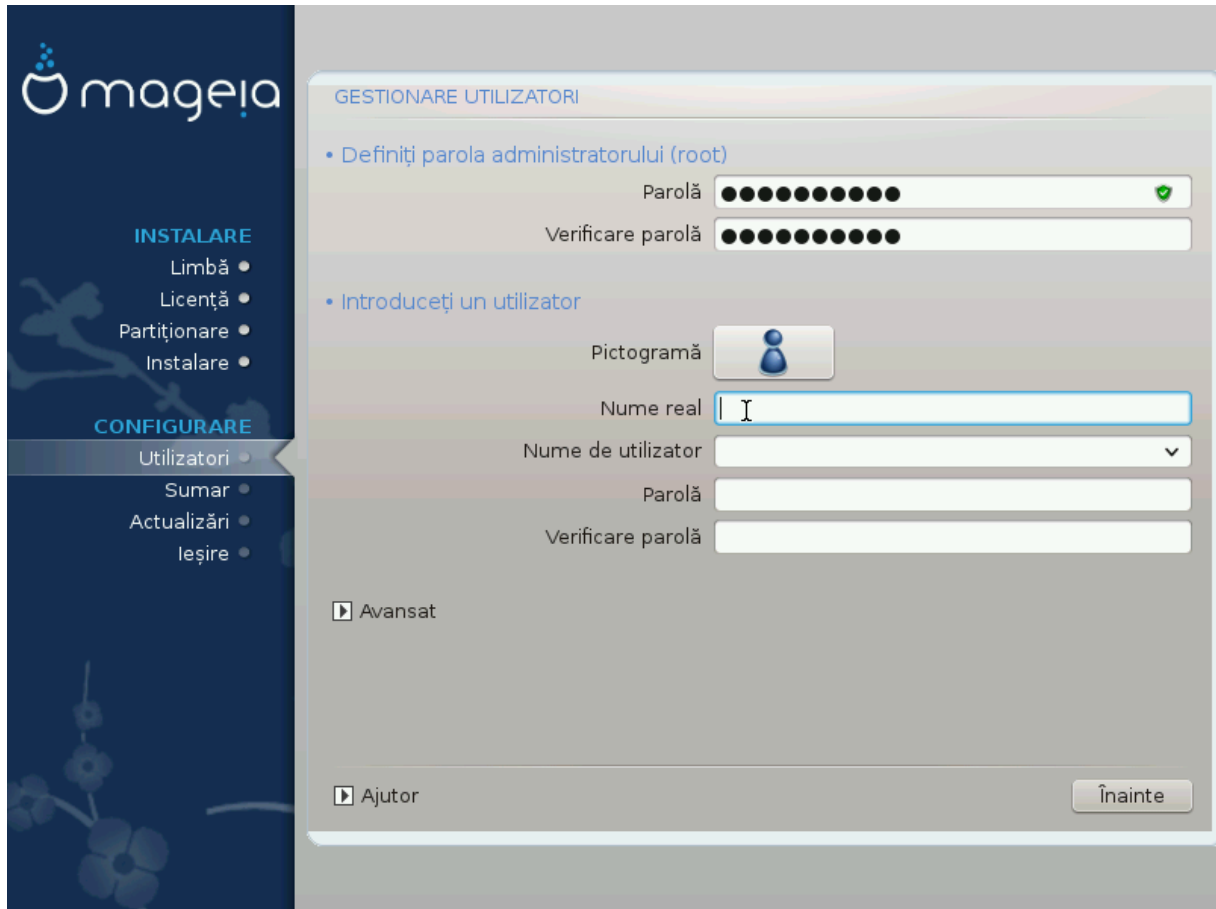 mageia
INSTALARE
Limbă
Licență
Partiționare
Instalare
CONFIGURARE
Utilizatori
Sumar
Actualizări
Ieșire
GESTIONARE UTILIZATORI
• Definiți parola administratorului (root)
Parolă ●●●●●●●●●●
Verificare parolă ●●●●●●●●●●
• Introduceți un utilizator
Pictogramă
Nume real
Nume de utilizator
Parolă
Verificare parolă
Avansat
Ajutor
Înainte